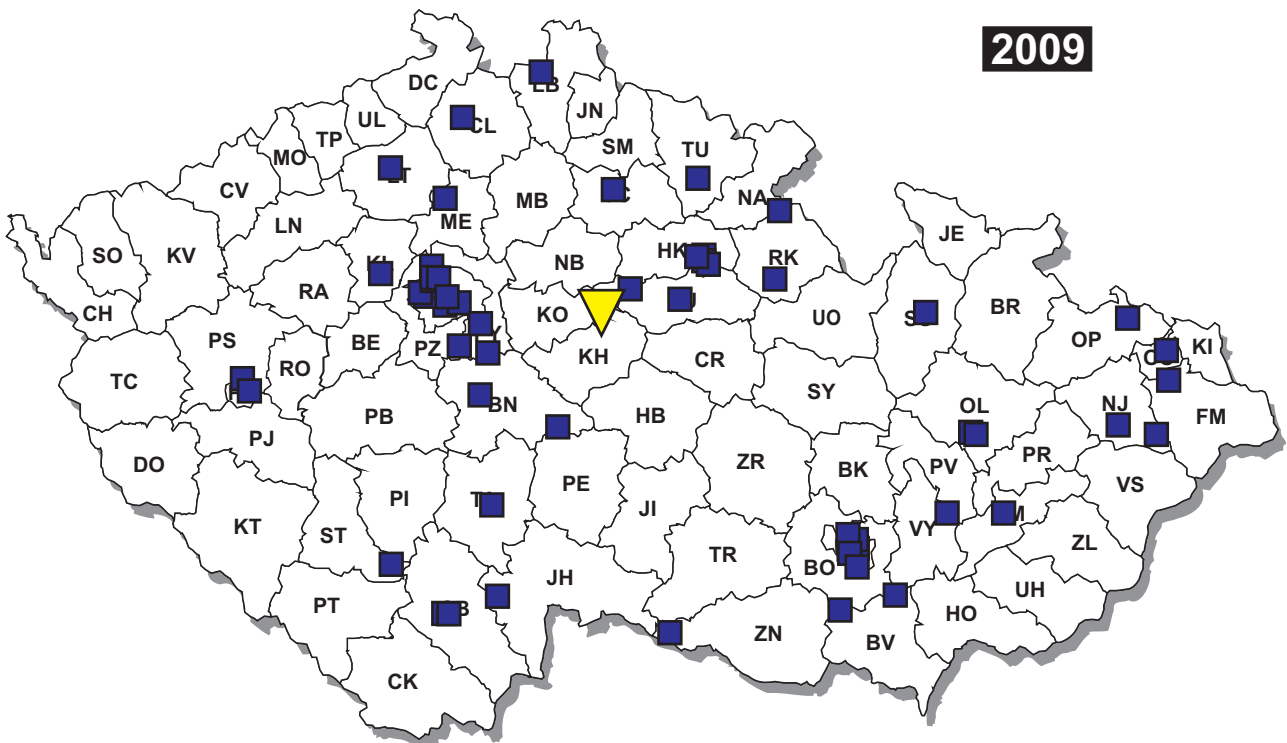 2009
DC
LB
JN
UL
CL
TP
SM
TU
MO
CV
ME
MB
NA
LN
HK
JE
SO
KV
NB
RK
BR
RA
CH
KO
UO
OP
KI
PS
BE
PZ
KH
CR
RO
TC
SY
BN
HB
OL
NJ
FM
PB
PJ
DO
ZR
BK
PV
PR
VS
PI
PE
JI
KT
ST
VY
TR
ZL
BO
JH
UH
PT
HO
ZN
BV
CK